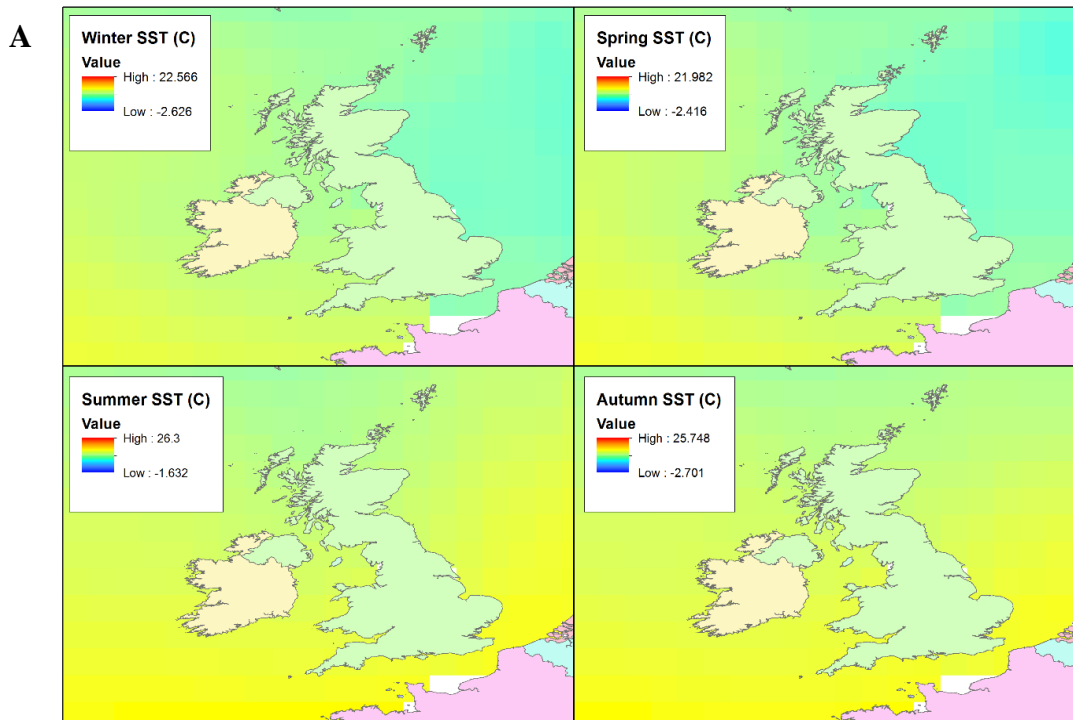 A
Winter SST (C)
Value
High : 22.566
Low : -2.626
Spring SST (C)
Value
High : 21.982
Low : -2.416
Summer SST (C)
Value
High : 26.3
Low : -1.632
Autumn SST (C)
Value
High : 25.748
Low : -2.701